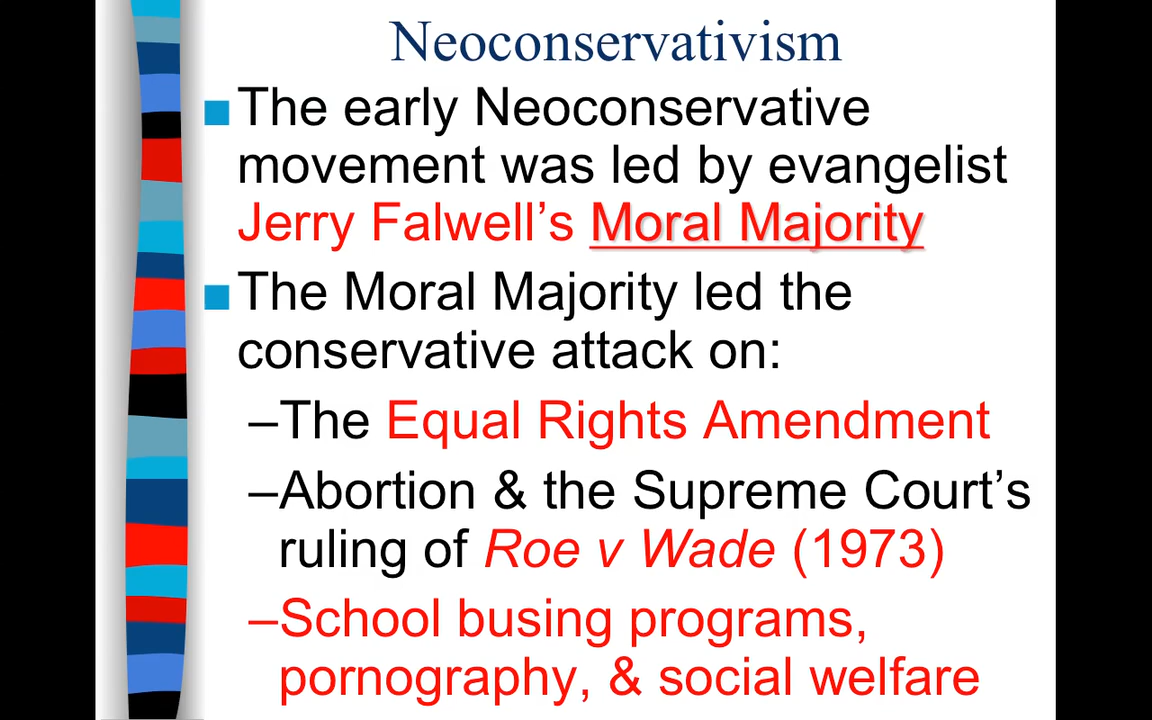 Neoconservativism
The early Neoconservative
movement was led by evangelist
Jerry Falwell’s Moral Majority
The Moral Majority led the
conservative attack on:
–The Equal Rights Amendment
–Abortion & the Supreme Court’s
ruling of Roe v Wade (1973)
–School busing programs,
pornography, & social welfare